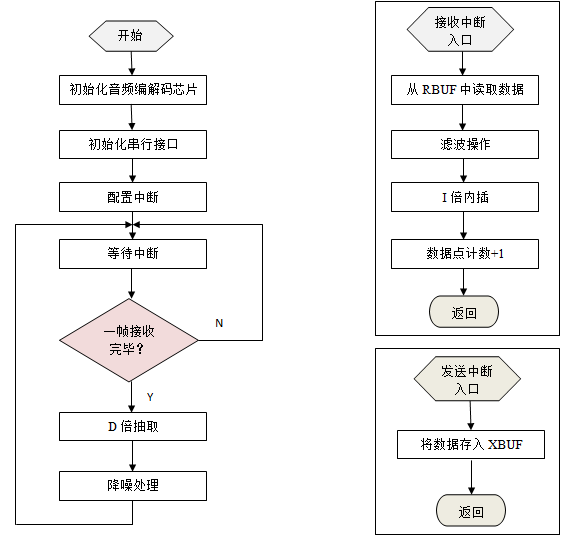 开始
初始化音频编解码芯片
初始化串行接口
配置中断
等待中断
一帧接收
完毕？
N
Y
D 倍抽取
降噪处理
接收中断
入口
从 RBUF 中读取数据
滤波操作
I 倍内插
数据点计数+1
返回
发送中断
入口
将数据存入 XBUF
返回